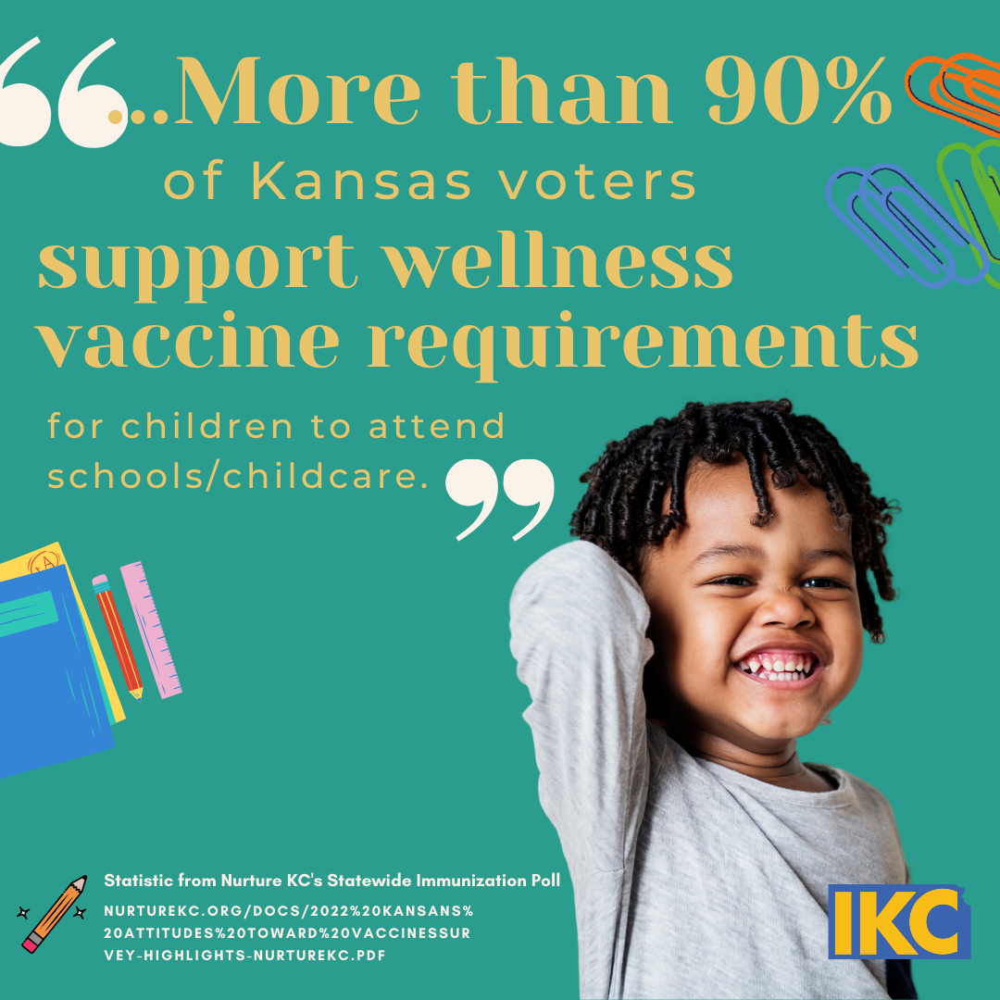 “...More than 90%
of Kansas voters
support wellness
vaccine requirements
for children to attend
schools/childcare.”
A+
Statistic from Nurture KC's Statewide Immunization Poll
NURTUREKC.ORG/DOCS/2022%20KANSANS%
20ATTITUDES%20TOWARD%20VACCINESSUR
VEY-HIGHLIGHTS-NURTUREKC.PDF
IKC